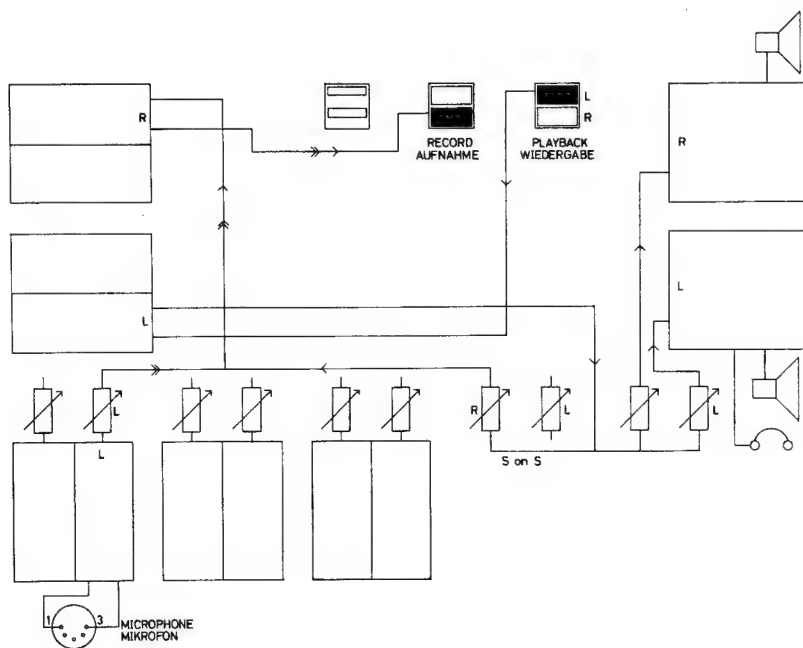 R
RECORD
AUFNAHME
L
R
PLAYBACK
WIEDERGABE
R
L
L
L
R
L
L
L
S on S
1
3
MICROPHONE
MIKROFON